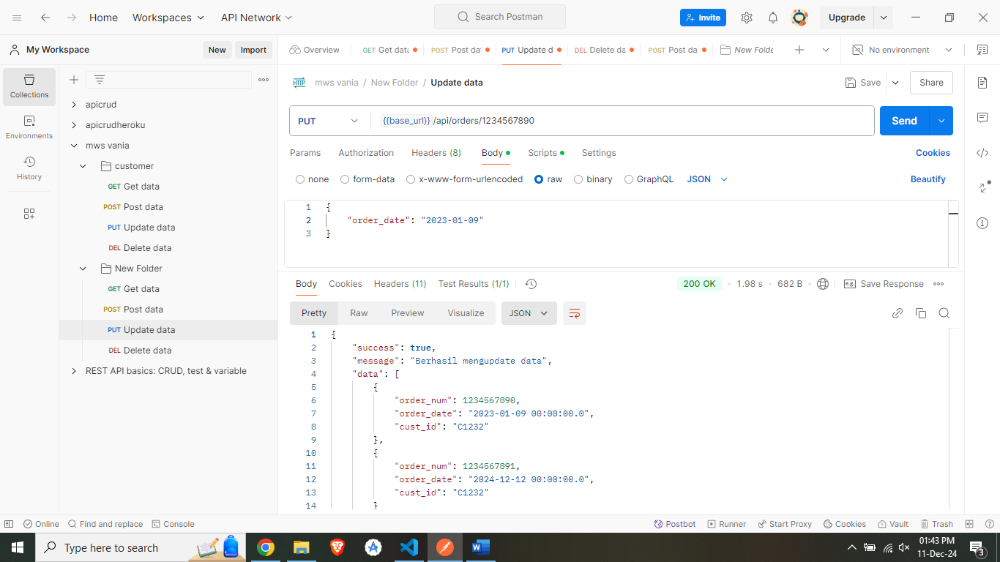 Home Workspaces API Network Search Postman Invite Upgrade
My Workspace New Import
Overview GET Get data POST Post da PUT Update d DEL Delete da POST Post da New Folde No environment
Collections
Environments
History
apicrud
apicrudheroku
mws vania
customer
GET Get data
POST Post data
PUT Update data
DEL Delete data
New Folder
GET Get data
POST Post data
PUT Update data
DEL Delete data
REST API basics: CRUD, test & variable
HTTP mws vania / New Folder / Update data Save Share
PUT {{base_url}} /api/orders/1234567890 Send
Params Authorization Headers (8) Body Scripts Settings Cookies
none form-data x-www-form-urlencoded raw binary GraphQL JSON Beautify
1 {
2 "order_date": "2023-01-09"
3 }
Body Cookies Headers (11) Test Results (1/1) 200 OK 1.98 s 682 B e.g. Save Response
Pretty Raw Preview Visualize JSON
1 {
2 "success": true,
3 "message": "Berhasil mengupdate data",
4 "data": [
5 {
6 "order_num": 1234567890,
7 "order_date": "2023-01-09 00:00:00.0",
8 "cust_id": "C1232"
9 },
10 {
11 "order_num": 1234567891,
12 "order_date": "2024-12-12 00:00:00.0",
13 "cust_id": "C1232"
14 }
Online Find and replace Console Postbot Runner Start Proxy Cookies Vault Trash
Type here to search 01:43 PM
11-Dec-24 3